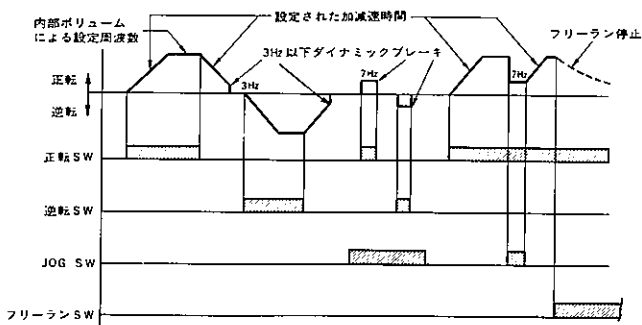 内部ボリューム
による設定周波数
設定された加減速時間
フリーラン停止
3Hz以下ダイナミックブレーキ
正転
逆転
3Hz
7Hz
7Hz
正転SW
逆転SW
JOG SW
フリーランSW